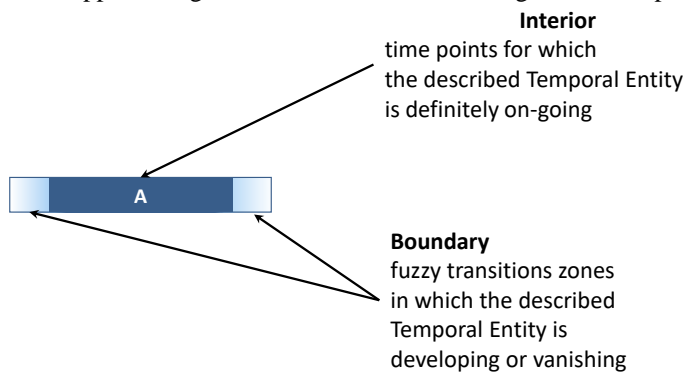 Interior
time points for which
the described Temporal Entity
is definitely on-going
A
Boundary
fuzzy transitions zones
in which the described
Temporal Entity is
developing or vanishing